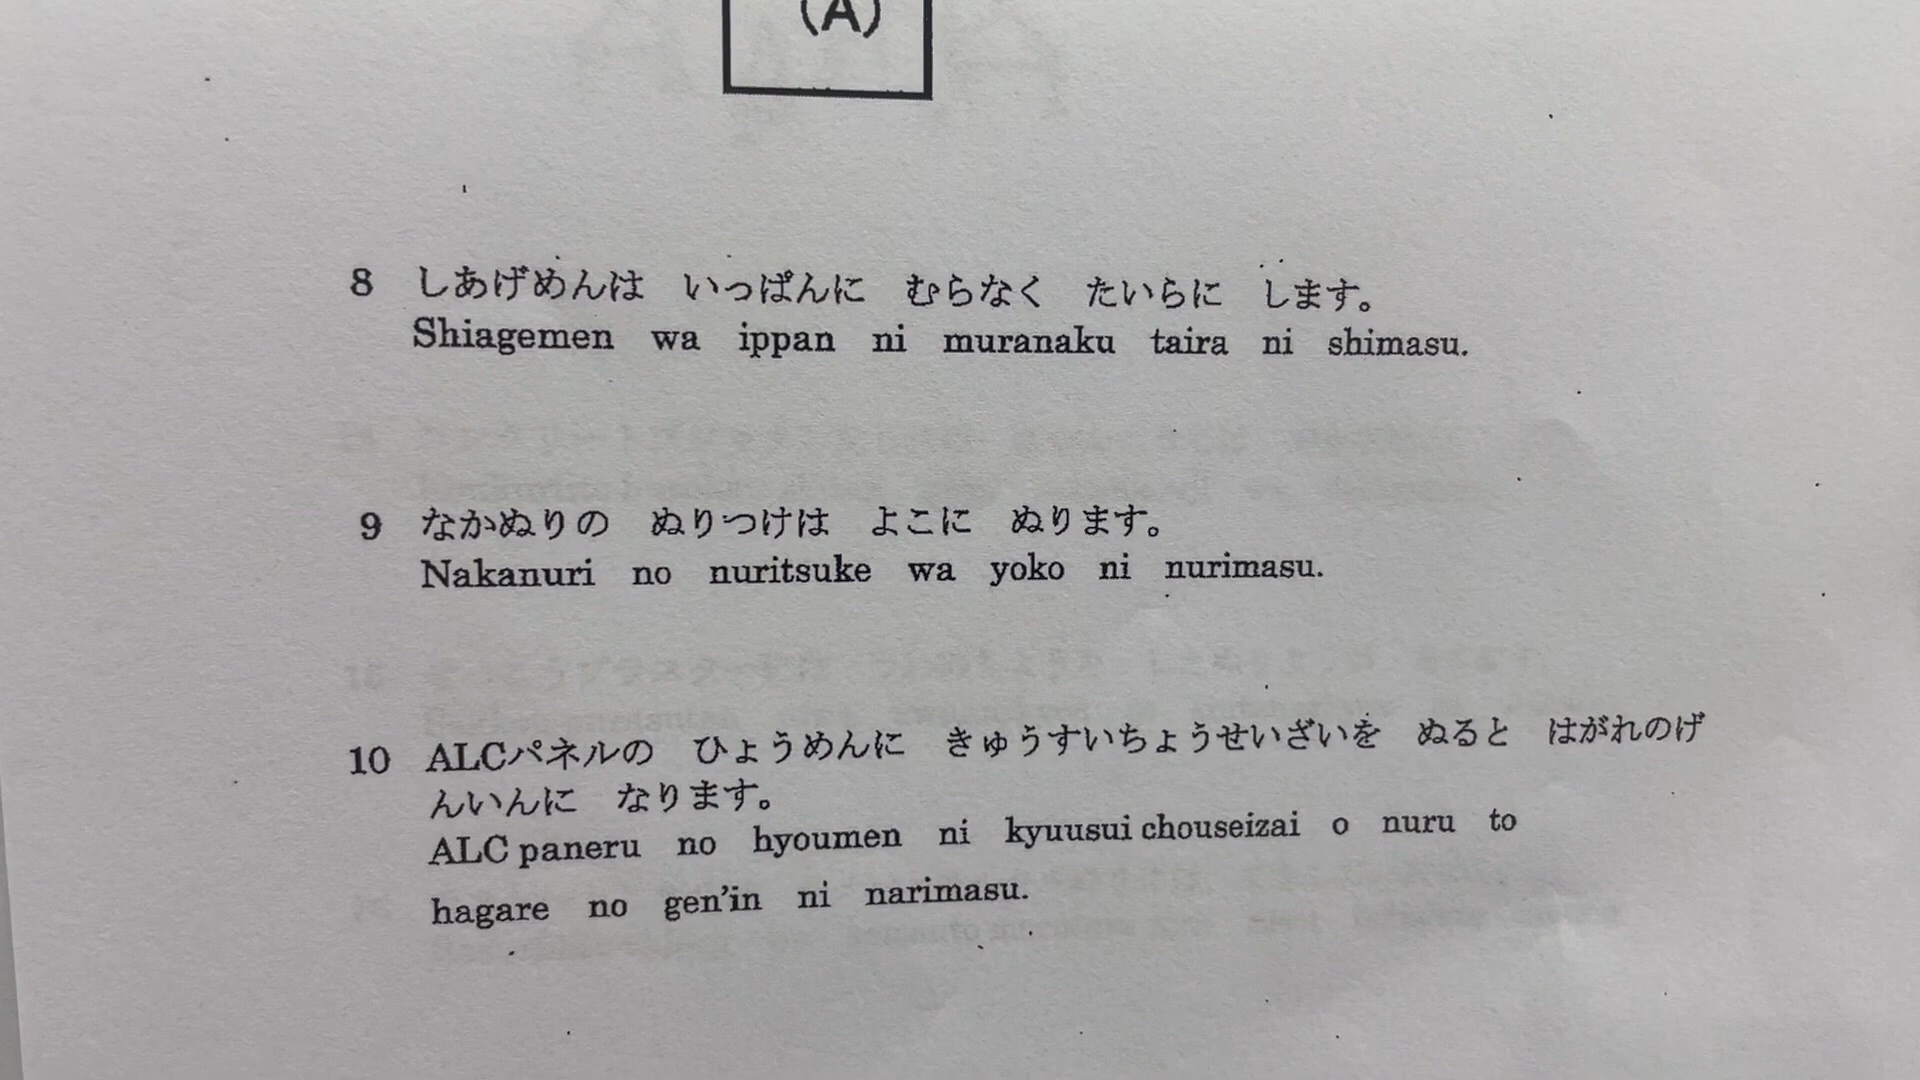 (A)
8 しあげめんは いっぱんに むらなく たいらに します。
Shiagemen wa ippan ni muranaku taira ni shimasu.
9 なかぬりの ぬりつけは よこに ぬります。
Nakanuri no nuritsuke wa yoko ni nurimasu.
10 ALCパネルの ひょうめんに きゅうすいちょうせいざいを ぬると はがれのげ
んいんに なります。
ALC paneru no hyoumen ni kyuusui chouseizai o nuru to
hagare no gen'in ni narimasu.